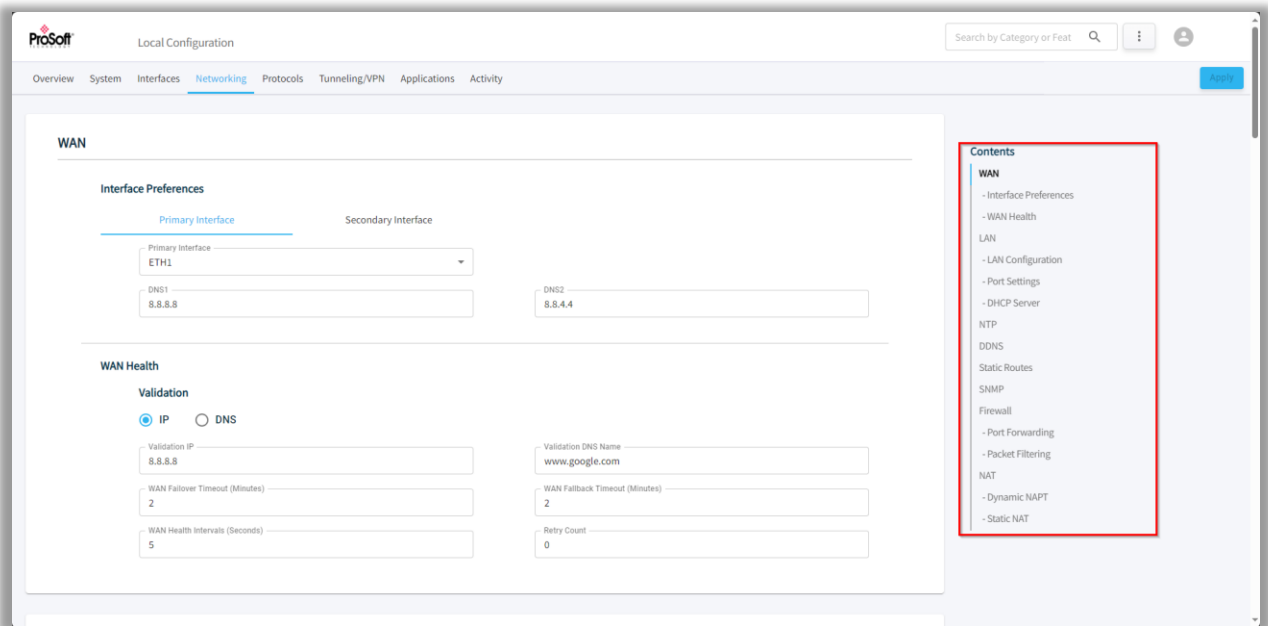 ProSoft
TECHNOLOGY
Local Configuration
Search by Category or Feat
Overview System Interfaces Networking Protocols Tunneling/VPN Applications Activity
Apply
WAN
Interface Preferences
Primary Interface Secondary Interface
Primary Interface
ETH1
DNS1 DNS2
8.8.8.8 8.8.4.4
WAN Health
Validation
IP DNS
Validation IP Validation DNS Name
8.8.8.8 www.google.com
WAN Failover Timeout (Minutes) WAN Fallback Timeout (Minutes)
2 2
WAN Health Intervals (Seconds) Retry Count
5 0
Contents
WAN
- Interface Preferences
- WAN Health
LAN
- LAN Configuration
- Port Settings
- DHCP Server
NTP
DDNS
Static Routes
SNMP
Firewall
- Port Forwarding
- Packet Filtering
NAT
- Dynamic NAPT
- Static NAT